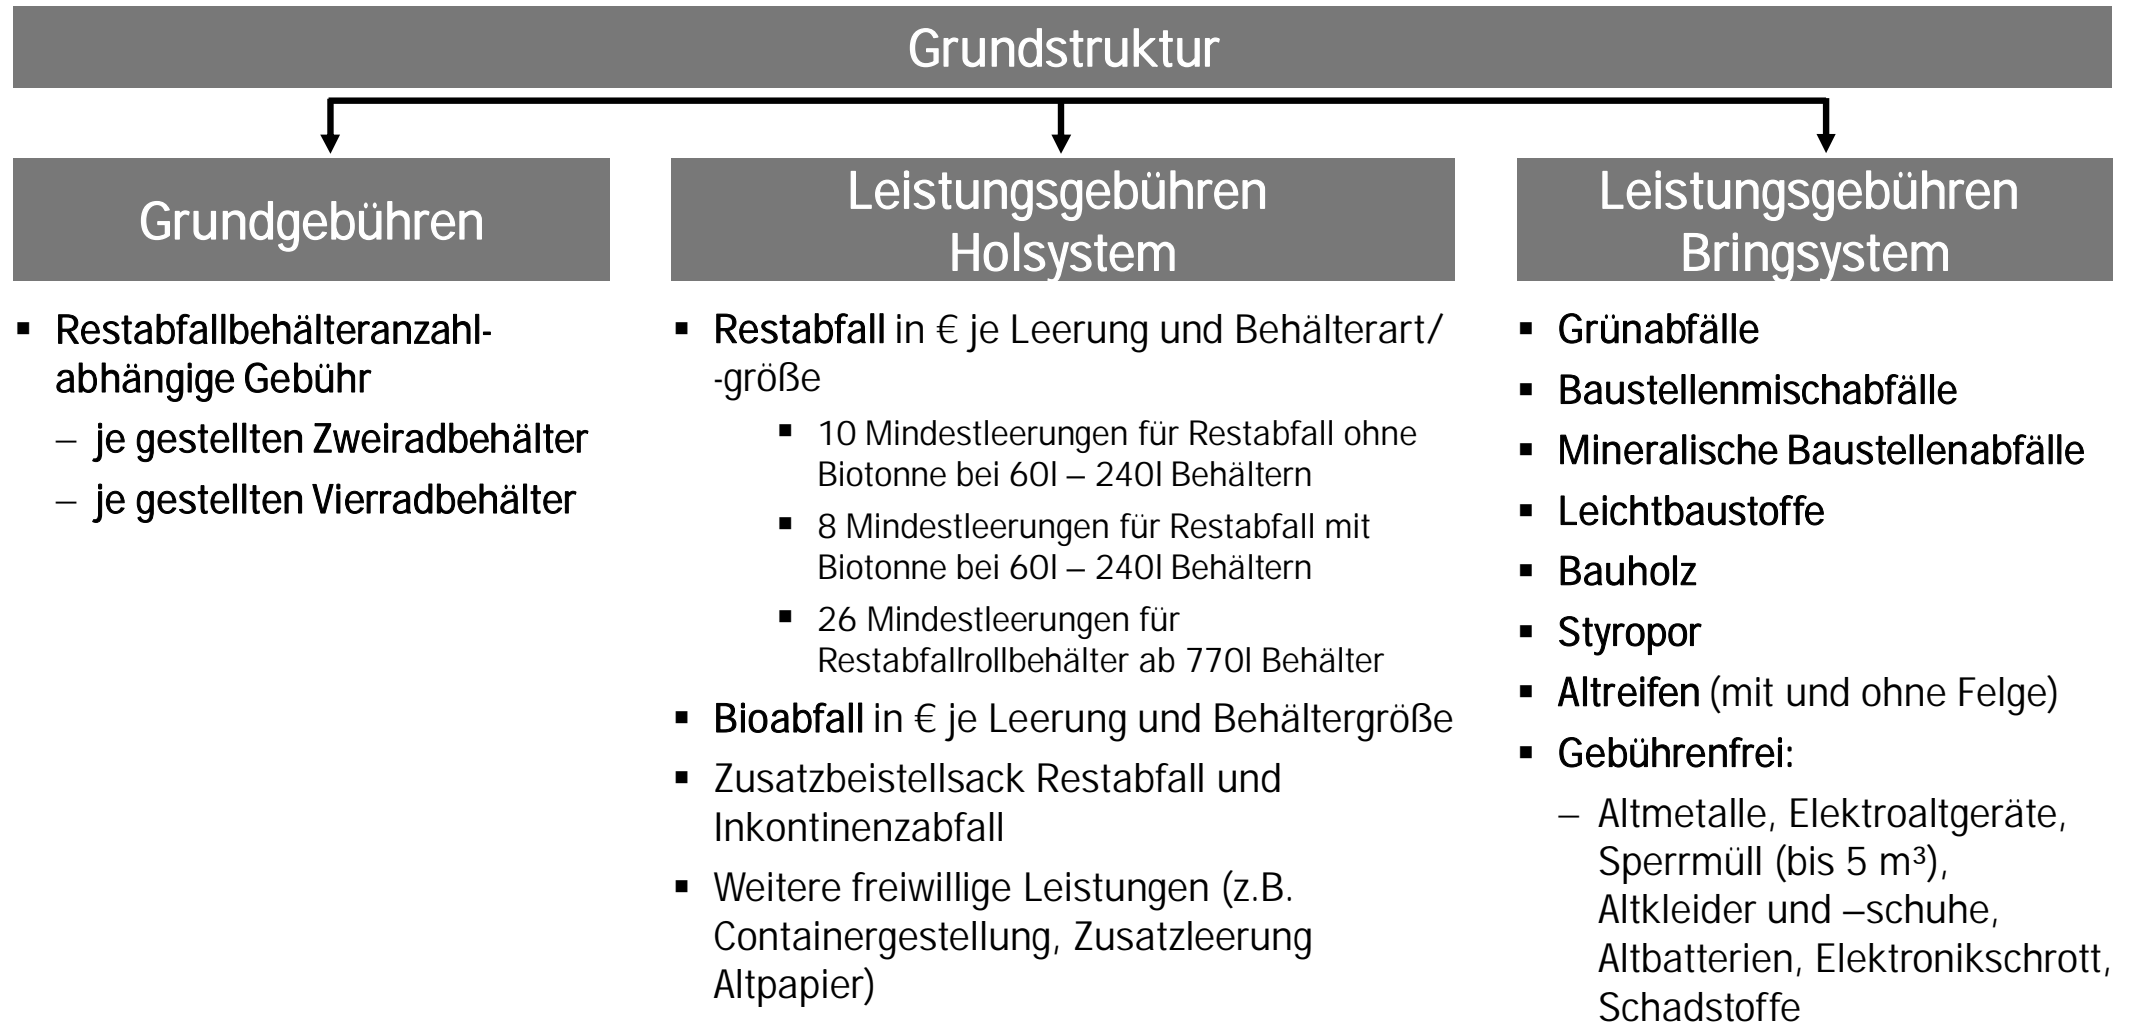 Grundstruktur
Grundgebühren
▪ Restabfallbehälteranzahl-
abhängige Gebühr
– je gestellten Zweiradbehälter
– je gestellten Vierradbehälter
Leistungsgebühren
Holsystem
▪ Restabfall in € je Leerung und Behälterart/
-größe
▪ 10 Mindestleerungen für Restabfall ohne
Biotonne bei 60l – 240l Behältern
▪ 8 Mindestleerungen für Restabfall mit
Biotonne bei 60l – 240l Behältern
▪ 26 Mindestleerungen für
Restabfallrollbehälter ab 770l Behälter
▪ Bioabfall in € je Leerung und Behältergröße
▪ Zusatzbeistellsack Restabfall und
Inkontinenzabfall
▪ Weitere freiwillige Leistungen (z.B.
Containergestellung, Zusatzleerung
Altpapier)
Leistungsgebühren
Bringsystem
▪ Grünabfälle
▪ Baustellenmischabfälle
▪ Mineralische Baustellenabfälle
▪ Leichtbaustoffe
▪ Bauholz
▪ Styropor
▪ Altreifen (mit und ohne Felge)
▪ Gebührenfrei:
– Altmetalle, Elektroaltgeräte,
Sperrmüll (bis 5 m³),
Altkleider und –schuhe,
Altbatterien, Elektronikschrott,
Schadstoffe